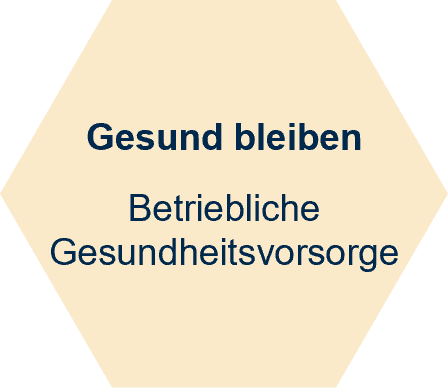 Gesund bleiben
Betriebliche
Gesundheitsvorsorge